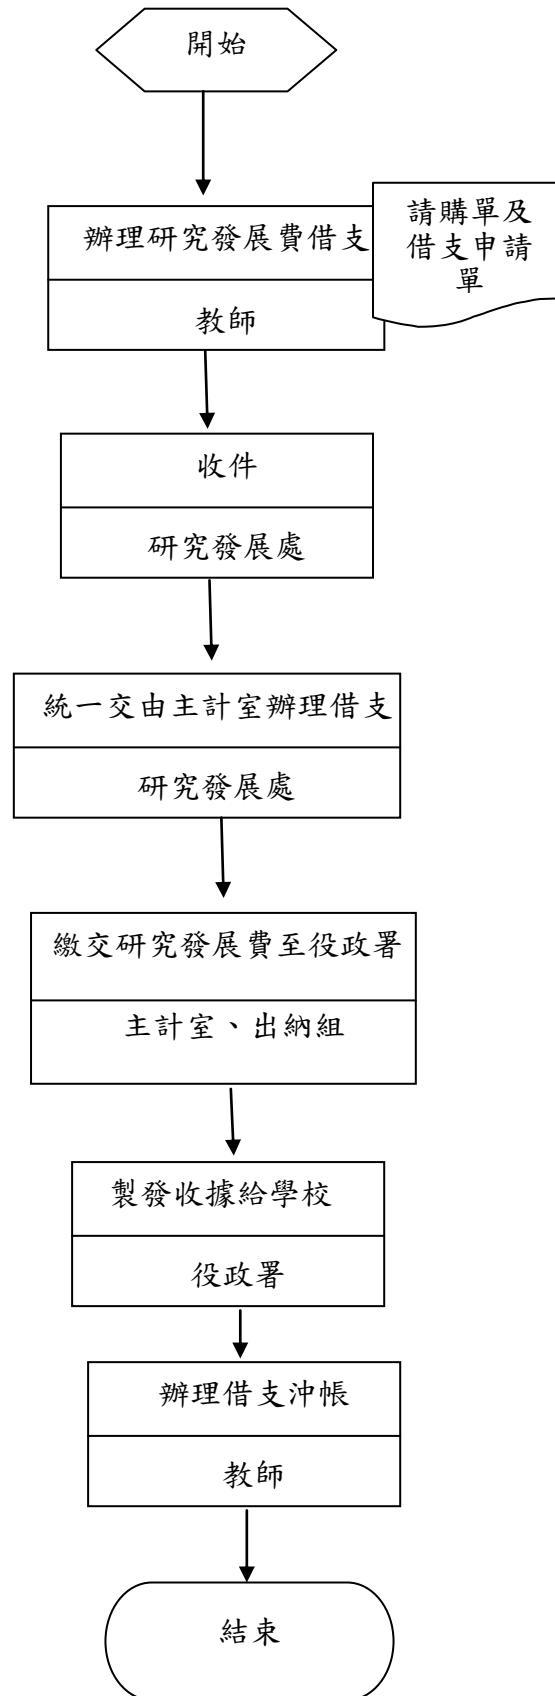 開始
辦理研究發展費借支
教師
請購單及
借支申請
單
收件
研究發展處
統一交由主計室辦理借支
研究發展處
繳交研究發展費至役政署
主計室、出納組
製發收據給學校
役政署
辦理借支沖帳
教師
結束